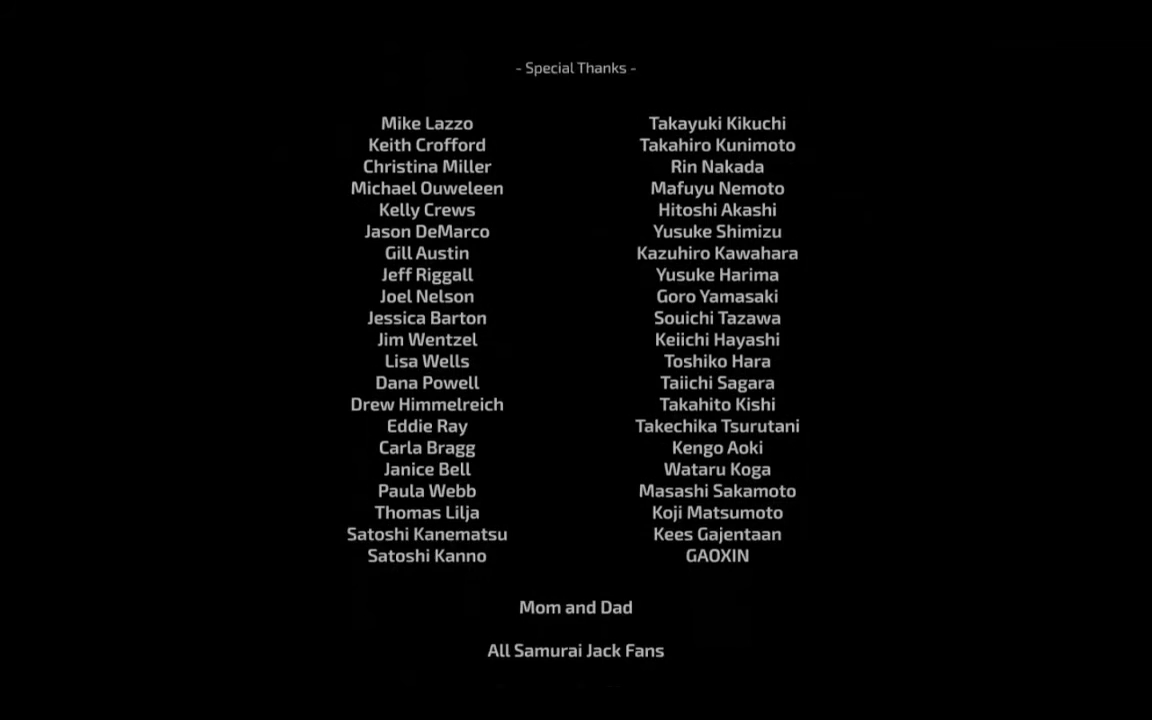 - Special Thanks -
Mike Lazzo
Keith Crofford
Christina Miller
Michael Ouweleen
Kelly Crews
Jason DeMarco
Gill Austin
Jeff Riggall
Joel Nelson
Jessica Barton
Jim Wentzel
Lisa Wells
Dana Powell
Drew Himmelreich
Eddie Ray
Carla Bragg
Janice Bell
Paula Webb
Thomas Lilja
Satoshi Kanematsu
Satoshi Kanno
Takayuki Kikuchi
Takahiro Kunimoto
Rin Nakada
Mafuyu Nemoto
Hitoshi Akashi
Yusuke Shimizu
Kazuhiro Kawahara
Yusuke Harima
Goro Yamasaki
Souichi Tazawa
Keiichi Hayashi
Toshiko Hara
Taiichi Sagara
Takahito Kishi
Takechika Tsurutani
Kengo Aoki
Wataru Koga
Masashi Sakamoto
Koji Matsumoto
Kees Gajentaan
GAOXIN
Mom and Dad
All Samurai Jack Fans